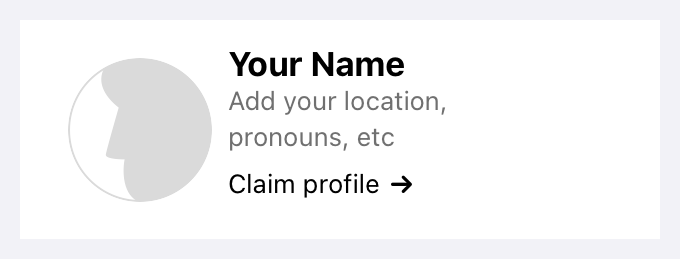 Your Name
Add your location,
pronouns, etc
Claim profile →